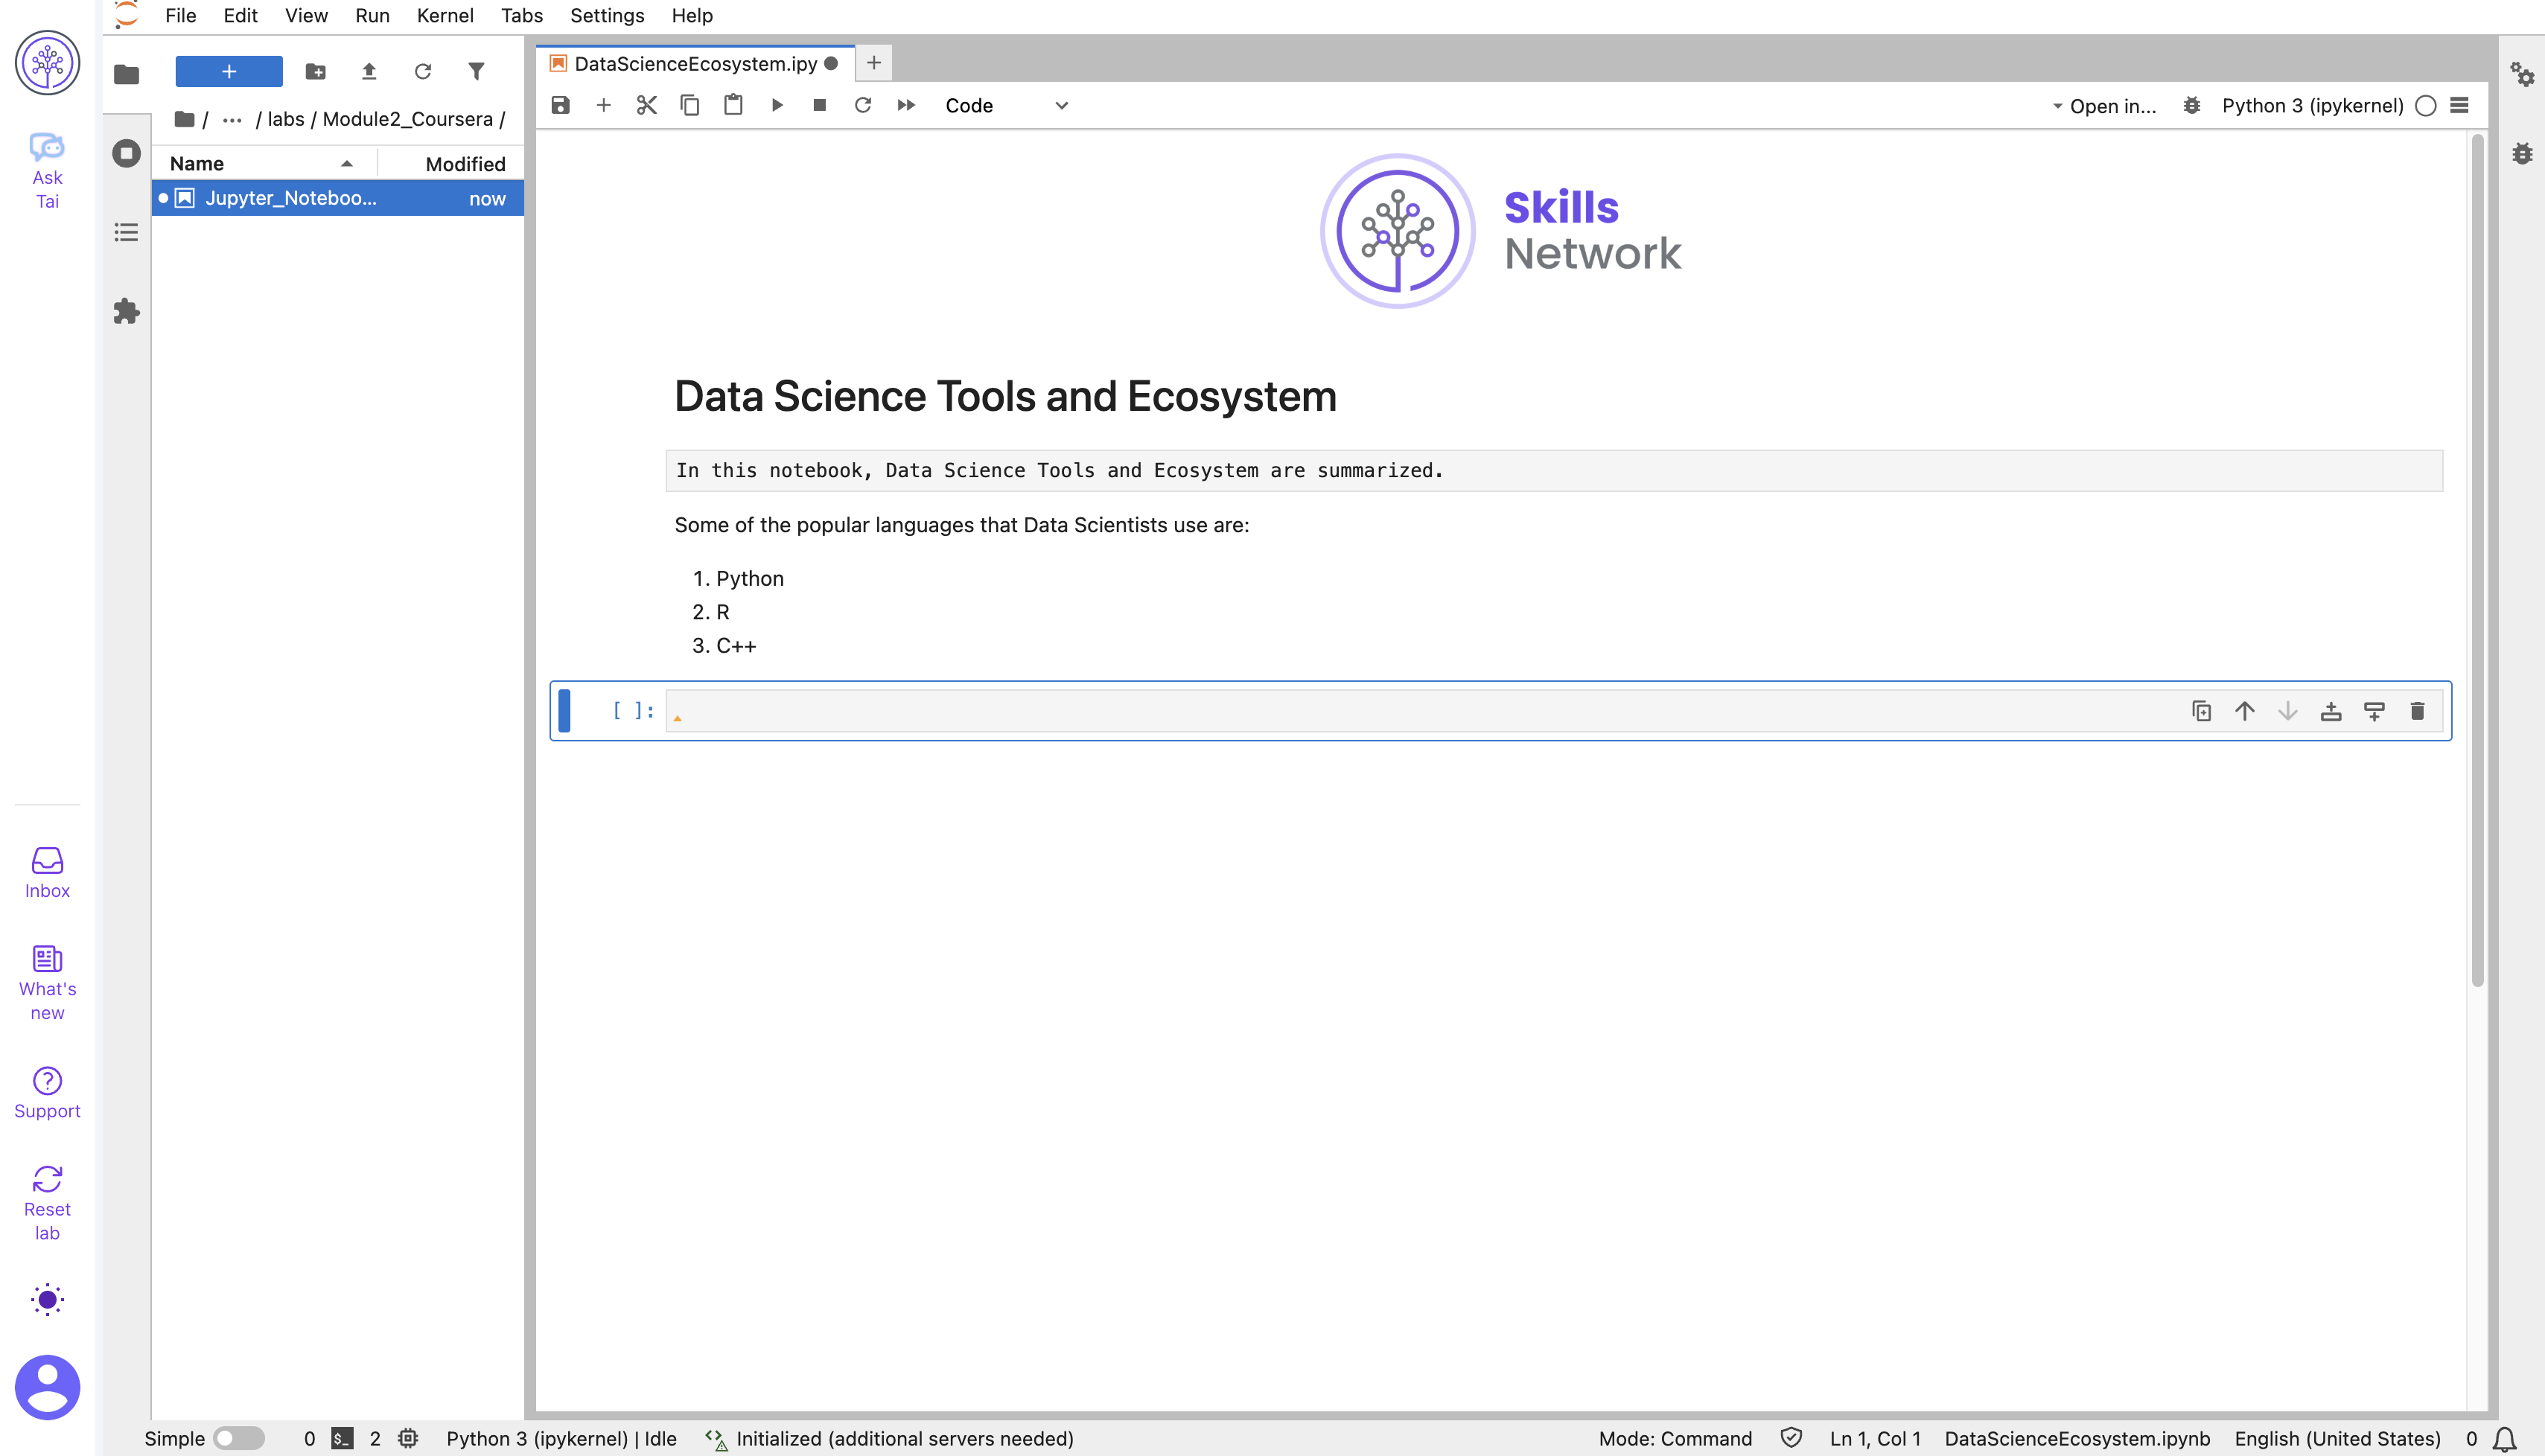 File Edit View Run Kernel Tabs Settings Help
Ask
Tai
/ ... / labs / Module2_Coursera /
Name Modified
Jupyter_Noteboo... now
Inbox
What's
new
Support
Reset
lab
DataScienceEcosystem.ipy
Code
Open in...
Python 3 (ipykernel)
Skills
Network
Data Science Tools and Ecosystem
In this notebook, Data Science Tools and Ecosystem are summarized.
Some of the popular languages that Data Scientists use are:
1. Python
2. R
3. C++
[ ]:
Simple 0 $_ 2 Python 3 (ipykernel) | Idle Initialized (additional servers needed) Mode: Command Ln 1, Col 1 DataScienceEcosystem.ipynb English (United States) 0